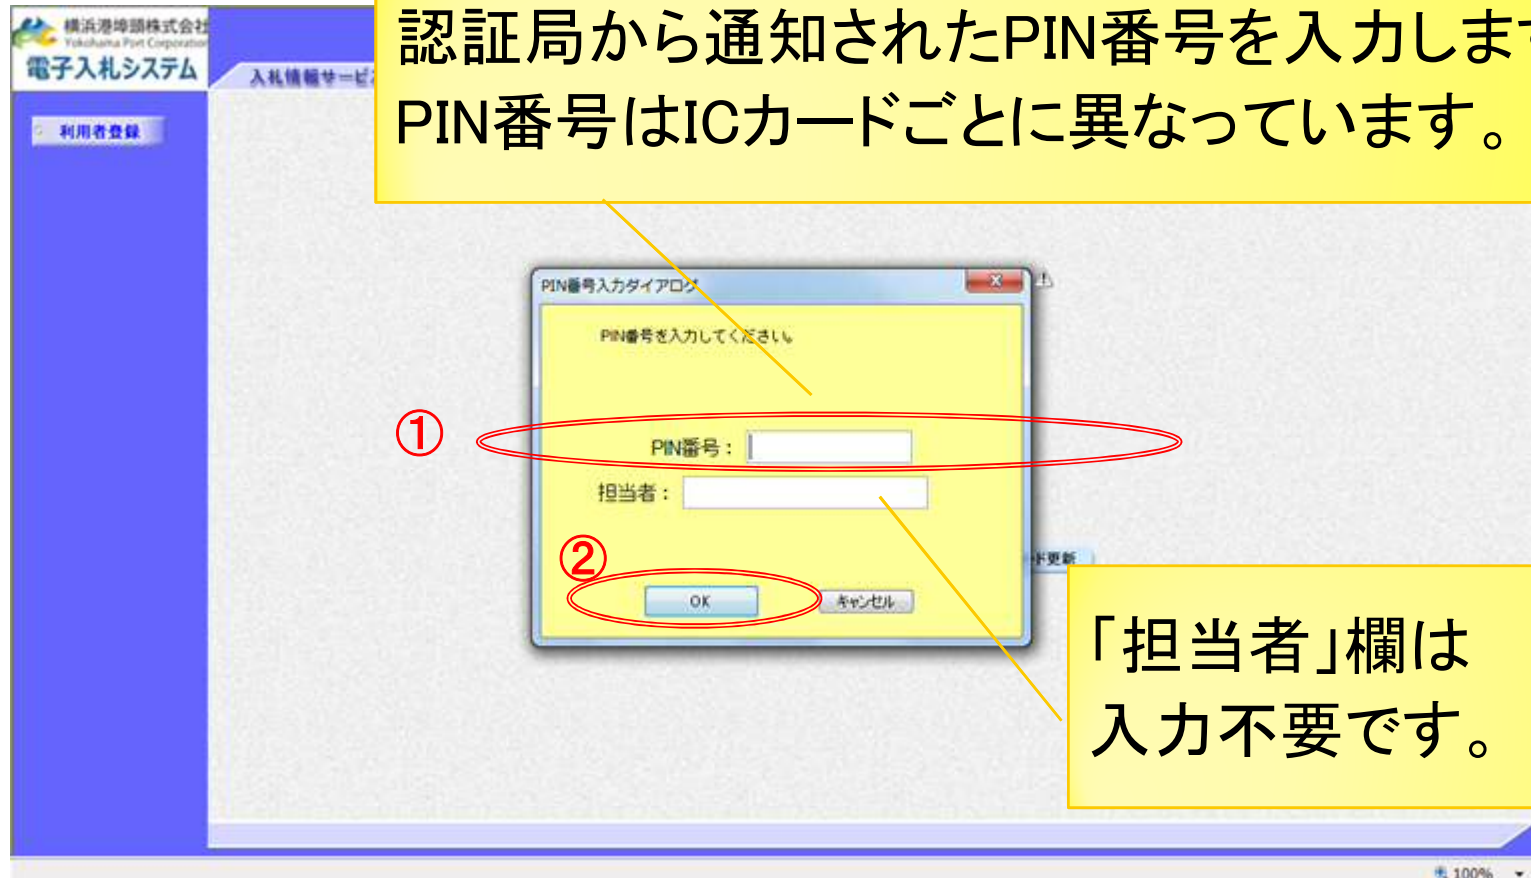 横浜港埠頭株式会社
Yokohama Port Corporation
電子入札システム
入札情報サービ
利用者登録
認証局から通知されたPIN番号を入力します
PIN番号はICカードごとに異なっています。
PIN番号入力ダイアログ
PIN番号を入力してください。
①
PIN番号：
担当者：
②
OK
キャンセル
ード更新
「担当者」欄は
入力不要です。
100%